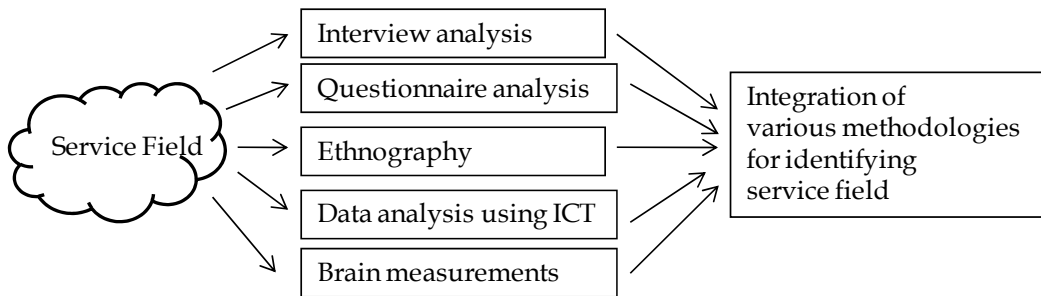 Service Field
Interview analysis
Questionnaire analysis
Ethnography
Data analysis using ICT
Brain measurements
Integration of
various methodologies
for identifying
service field